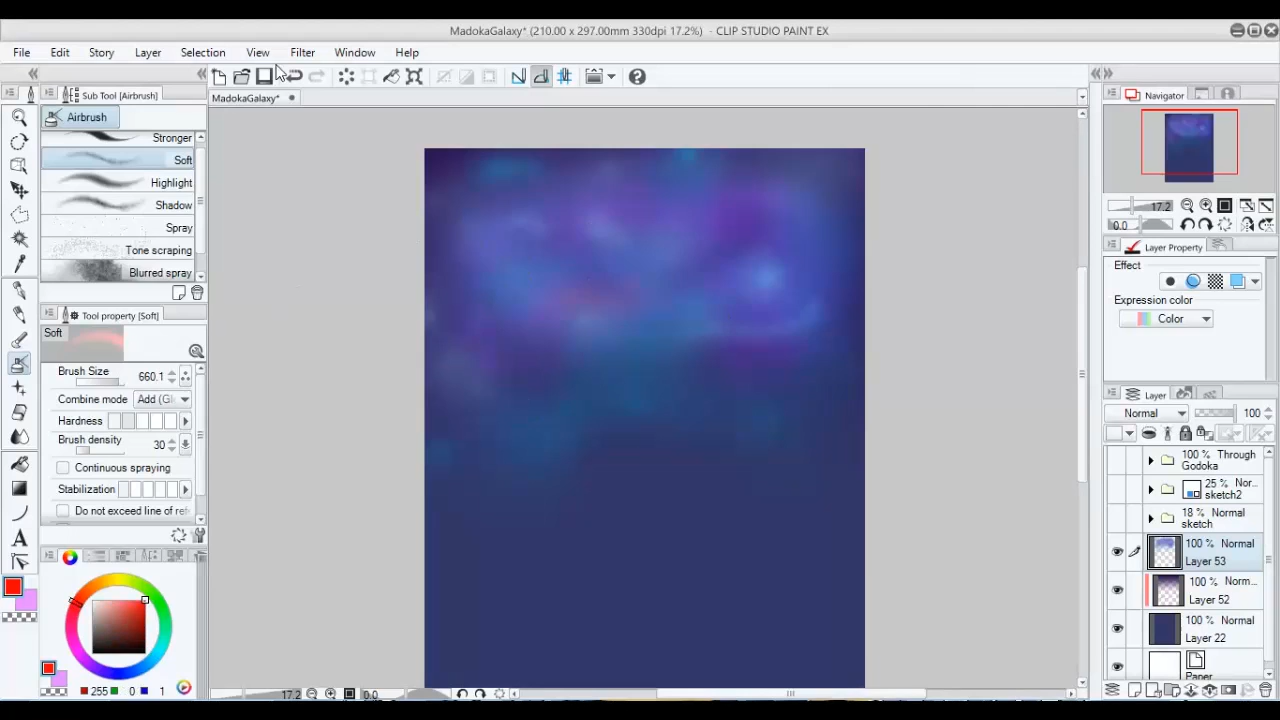 MadokaGalaxy* (210.00 x 297.00mm 330dpi 17.2%) - CLIP STUDIO PAINT EX
File Edit Story Layer Selection View Filter Window Help
Sub Tool [Airbrush]
MadokaGalaxy*
Airbrush
Stronger
Soft
Highlight
Shadow
Spray
Tone scraping
Blurred spray
Tool property [Soft]
Soft
Brush Size 660.1
Combine mode Add (Gl
Hardness
Brush density 30
Continuous spraying
Stabilization
Do not exceed line of ref
255 0 1
17.2 0.0
Navigator
17.2
0.0
Layer Property
Effect
Expression color
Color
Layer
Normal 100
100 % Through
Godoka
25 % Nor...
sketch2
18 % Normal
sketch
100 % Normal
Layer 53
100 % Norm...
Layer 52
100 % Normal
Layer 22
Paper